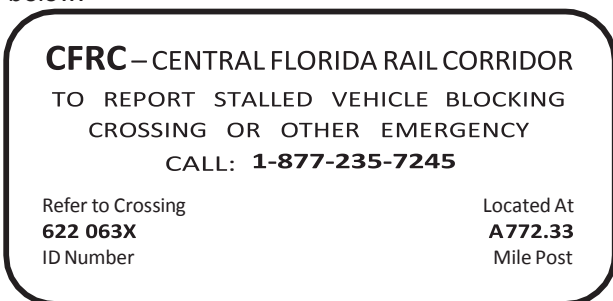 CFRC – CENTRAL FLORIDA RAIL CORRIDOR
TO REPORT STALLED VEHICLE BLOCKING
CROSSING OR OTHER EMERGENCY
CALL: 1-877-235-7245
Refer to Crossing Located At
622 063X A772.33
ID Number Mile Post